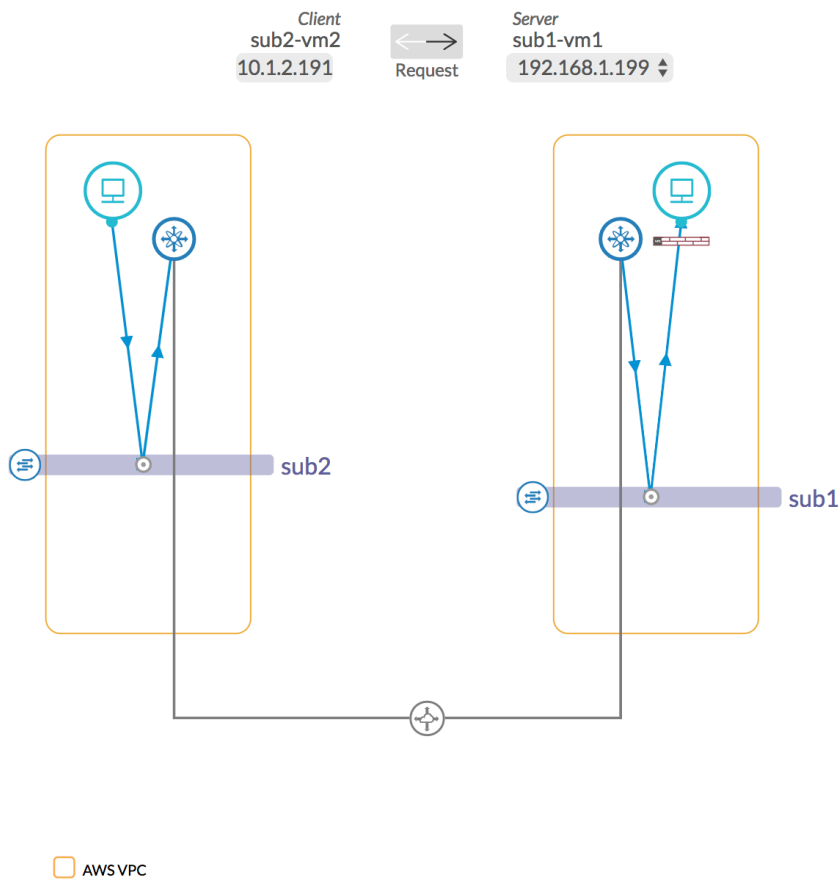 Client
sub2-vm2
10.1.2.191
Request
Server
sub1-vm1
192.168.1.199
sub2
sub1
AWS VPC